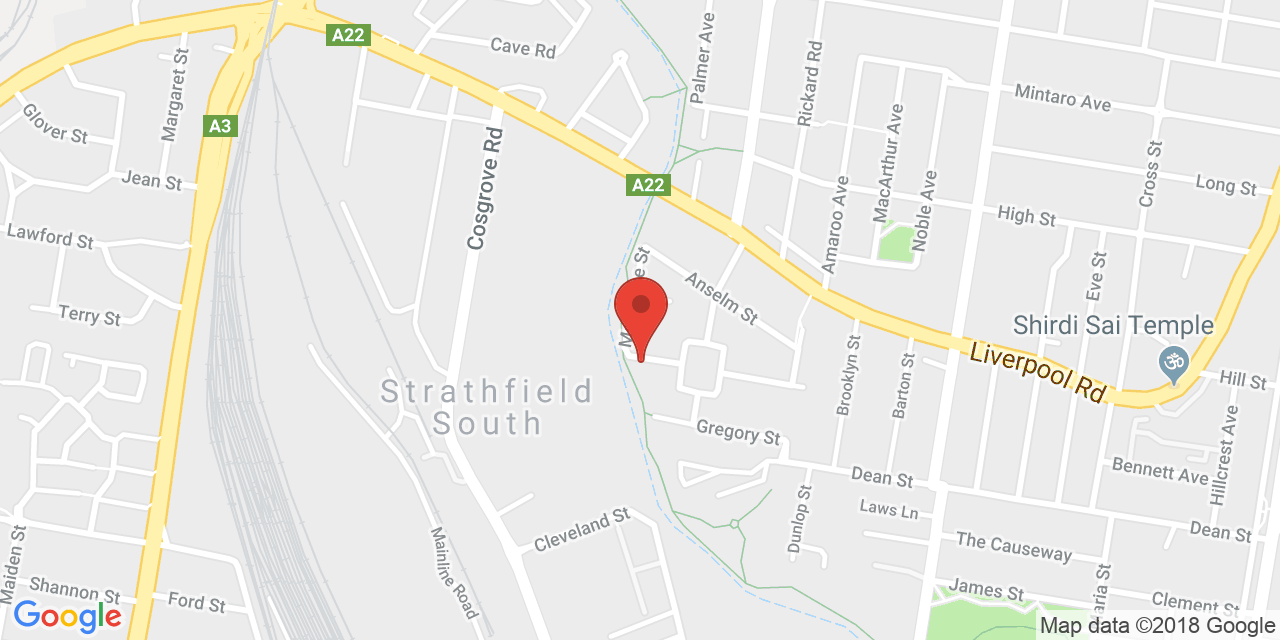 A22
Cave Rd
Palmer Ave
Rickard Rd
Mintaro Ave
Glover St
Margaret St
A3
Jean St
Cosgrove Rd
A22
MacArthur Ave
Noble Ave
Cross St
Long St
High St
Amaroo Ave
Lawford St
Terry St
Anselm St
Eve St
Shirdi Sai Temple
Liverpool Rd
Hill St
Brooklyn St
Barton St
Strathfield
South
Gregory St
Dean St
Bennett Ave
Hillcrest Ave
Laws Ln
Dunlop St
Dean St
Cleveland St
Mainline Road
The Causeway
James St
Clement St
Maiden St
Shannon St
Ford St
Google
Map data ©2018 Google